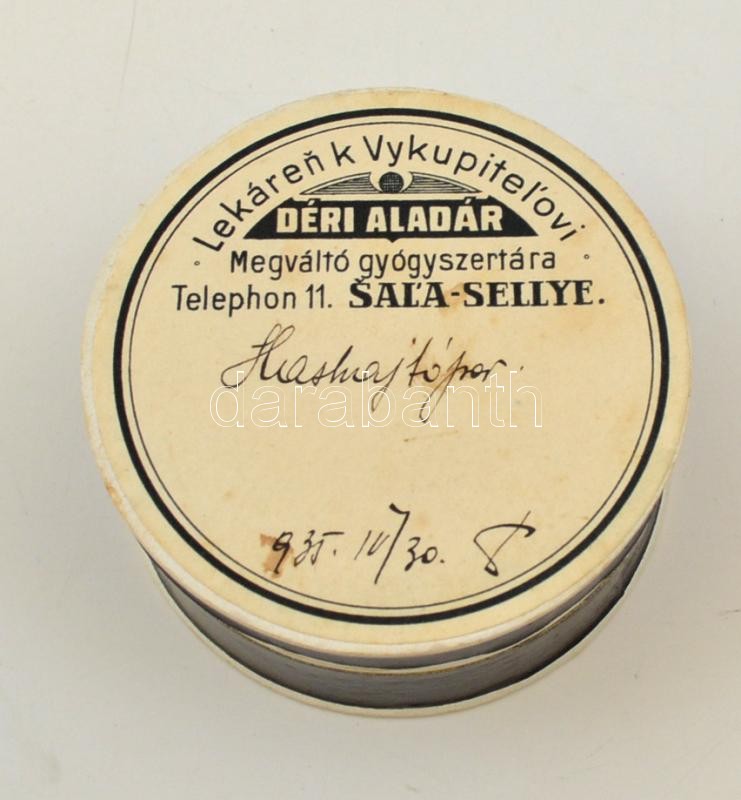 Lekáreň k Vykupiteľovi
DÉRI ALADÁR
Megváltó gyógyszertára
Telephon 11. ŠAĽA-SELLYE.
Hashajtópor.
darabanth
935. IV/30.